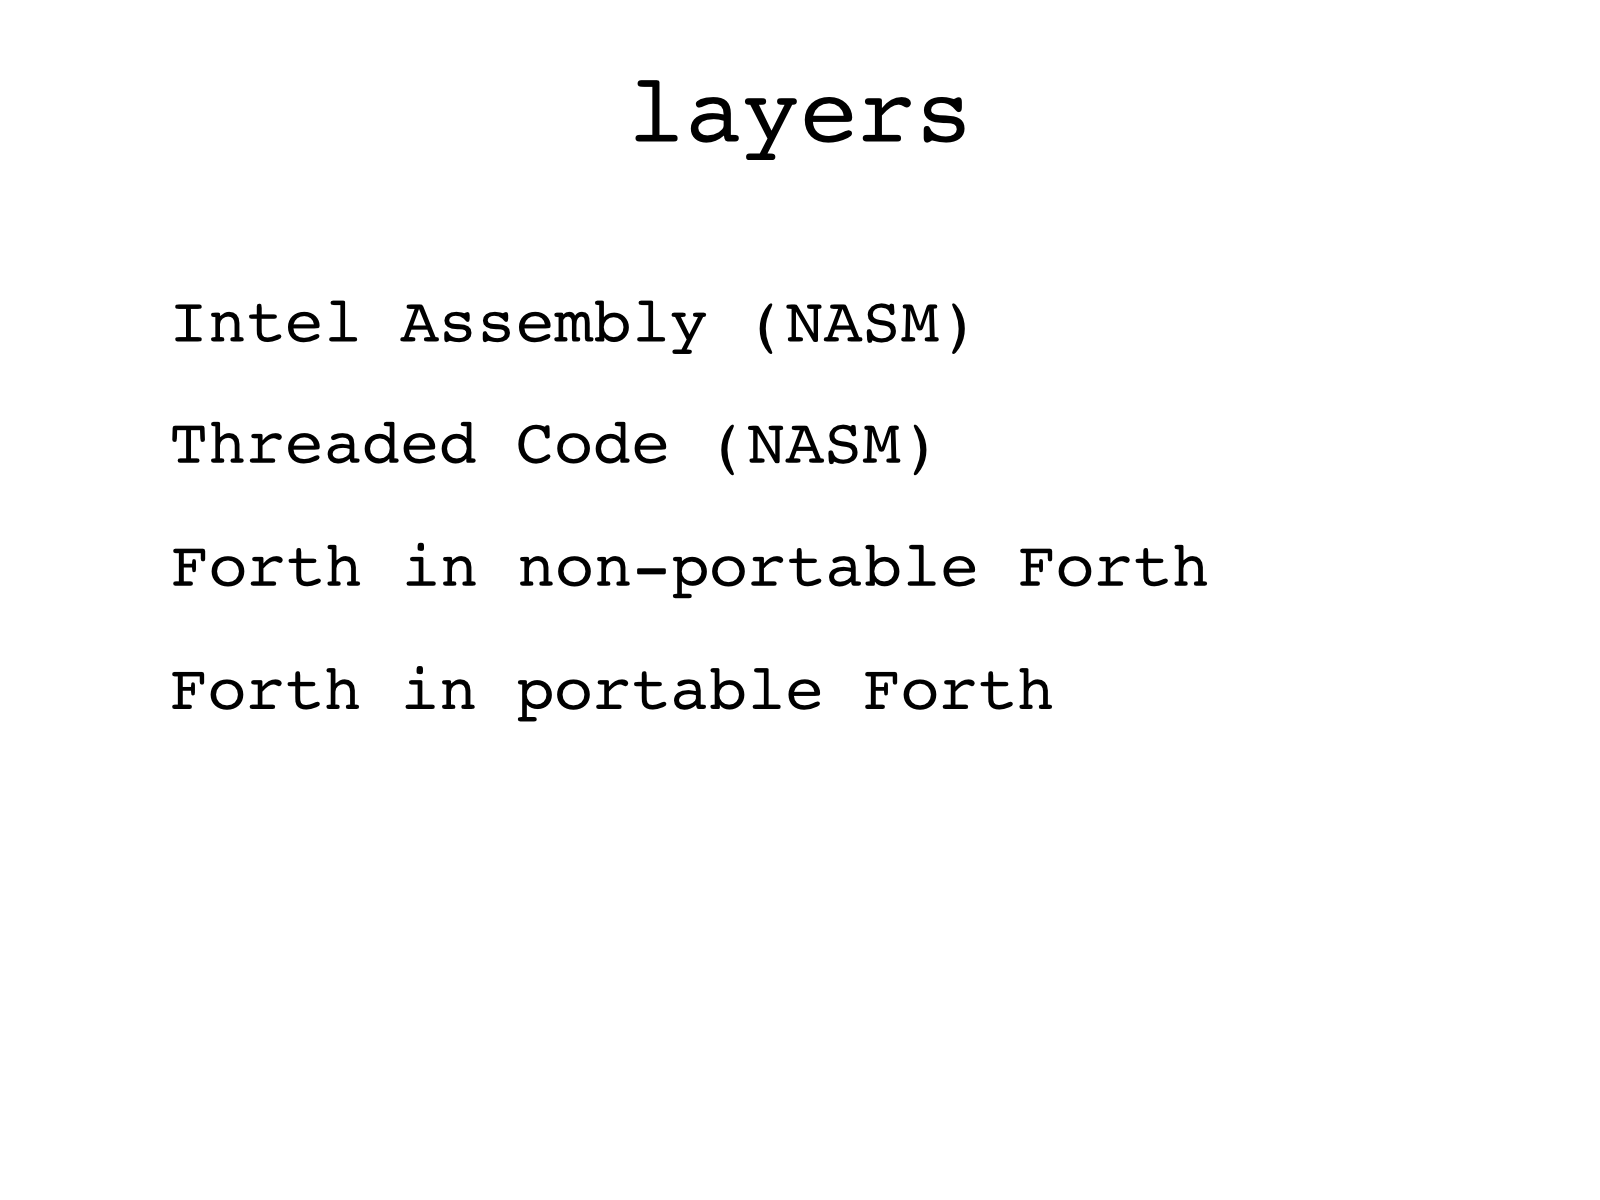 layers
Intel Assembly (NASM)
Threaded Code (NASM)
Forth in non-portable Forth
Forth in portable Forth